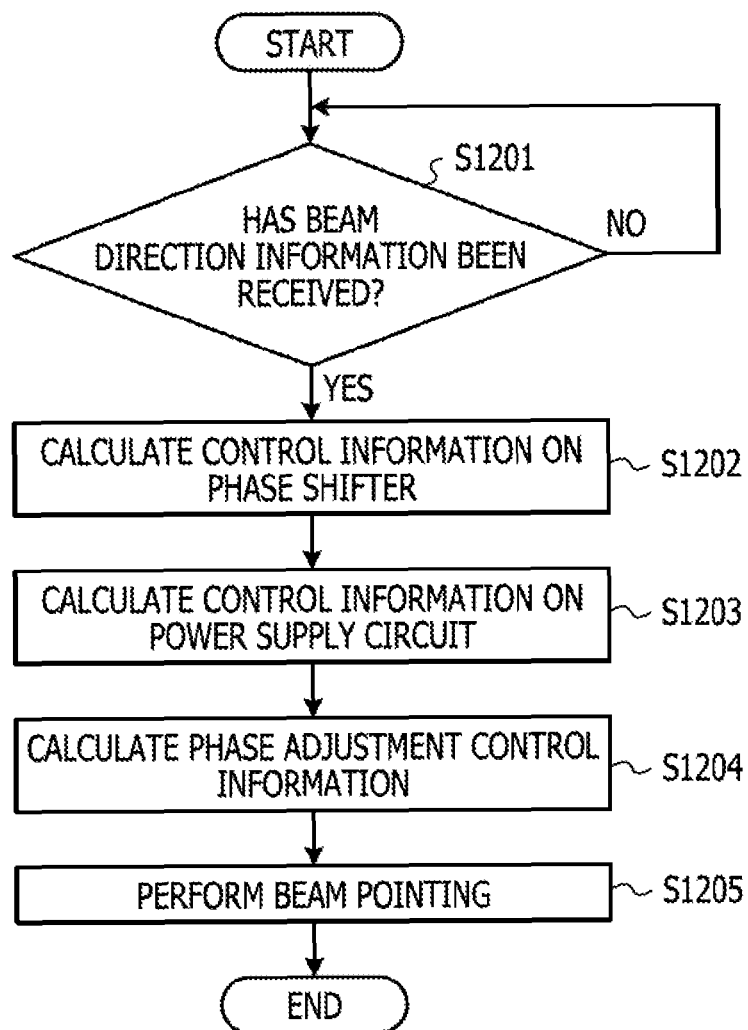 START
S1201
HAS BEAM
DIRECTION INFORMATION BEEN
RECEIVED?
NO
YES
CALCULATE CONTROL INFORMATION ON
PHASE SHIFTER
S1202
CALCULATE CONTROL INFORMATION ON
POWER SUPPLY CIRCUIT
S1203
CALCULATE PHASE ADJUSTMENT CONTROL
INFORMATION
S1204
PERFORM BEAM POINTING
S1205
END